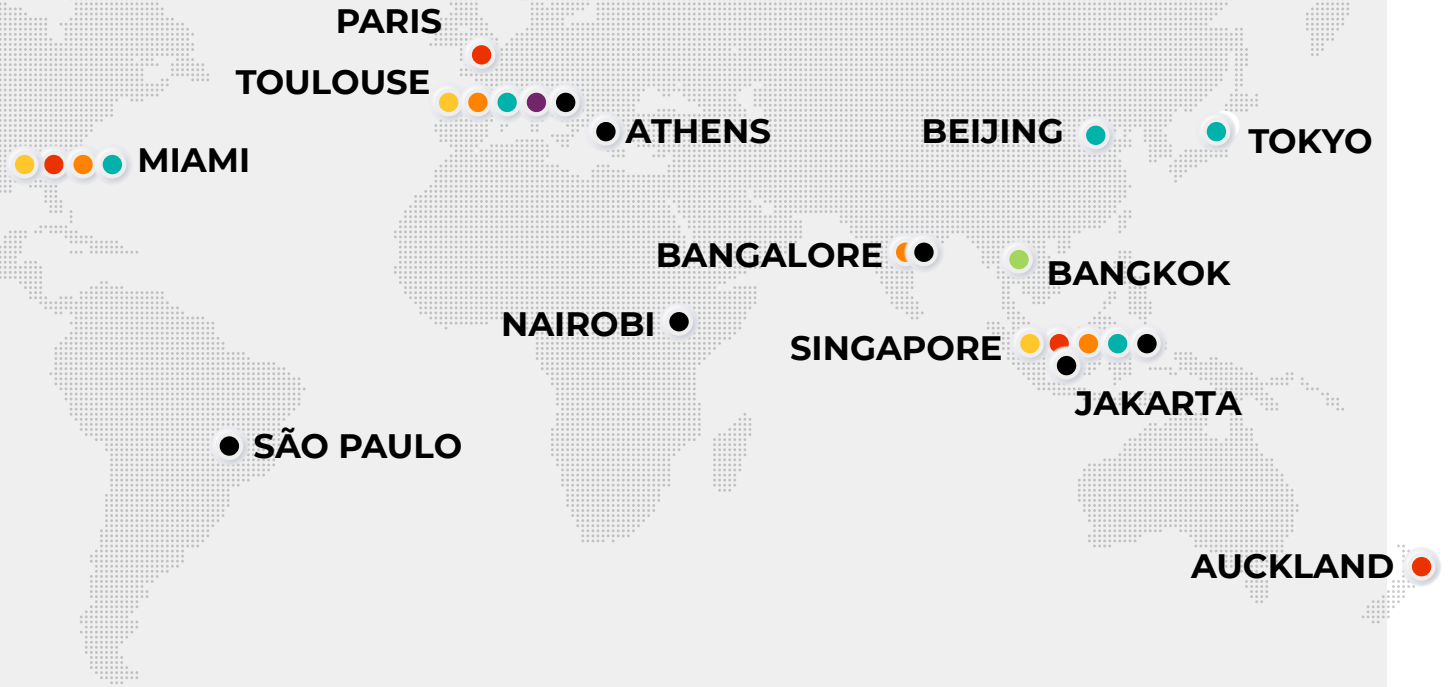 PARIS
TOULOUSE
ATHENS
BEIJING
TOKYO
MIAMI
BANGALORE
BANGKOK
NAIROBI
SINGAPORE
JAKARTA
SÃO PAULO
AUCKLAND